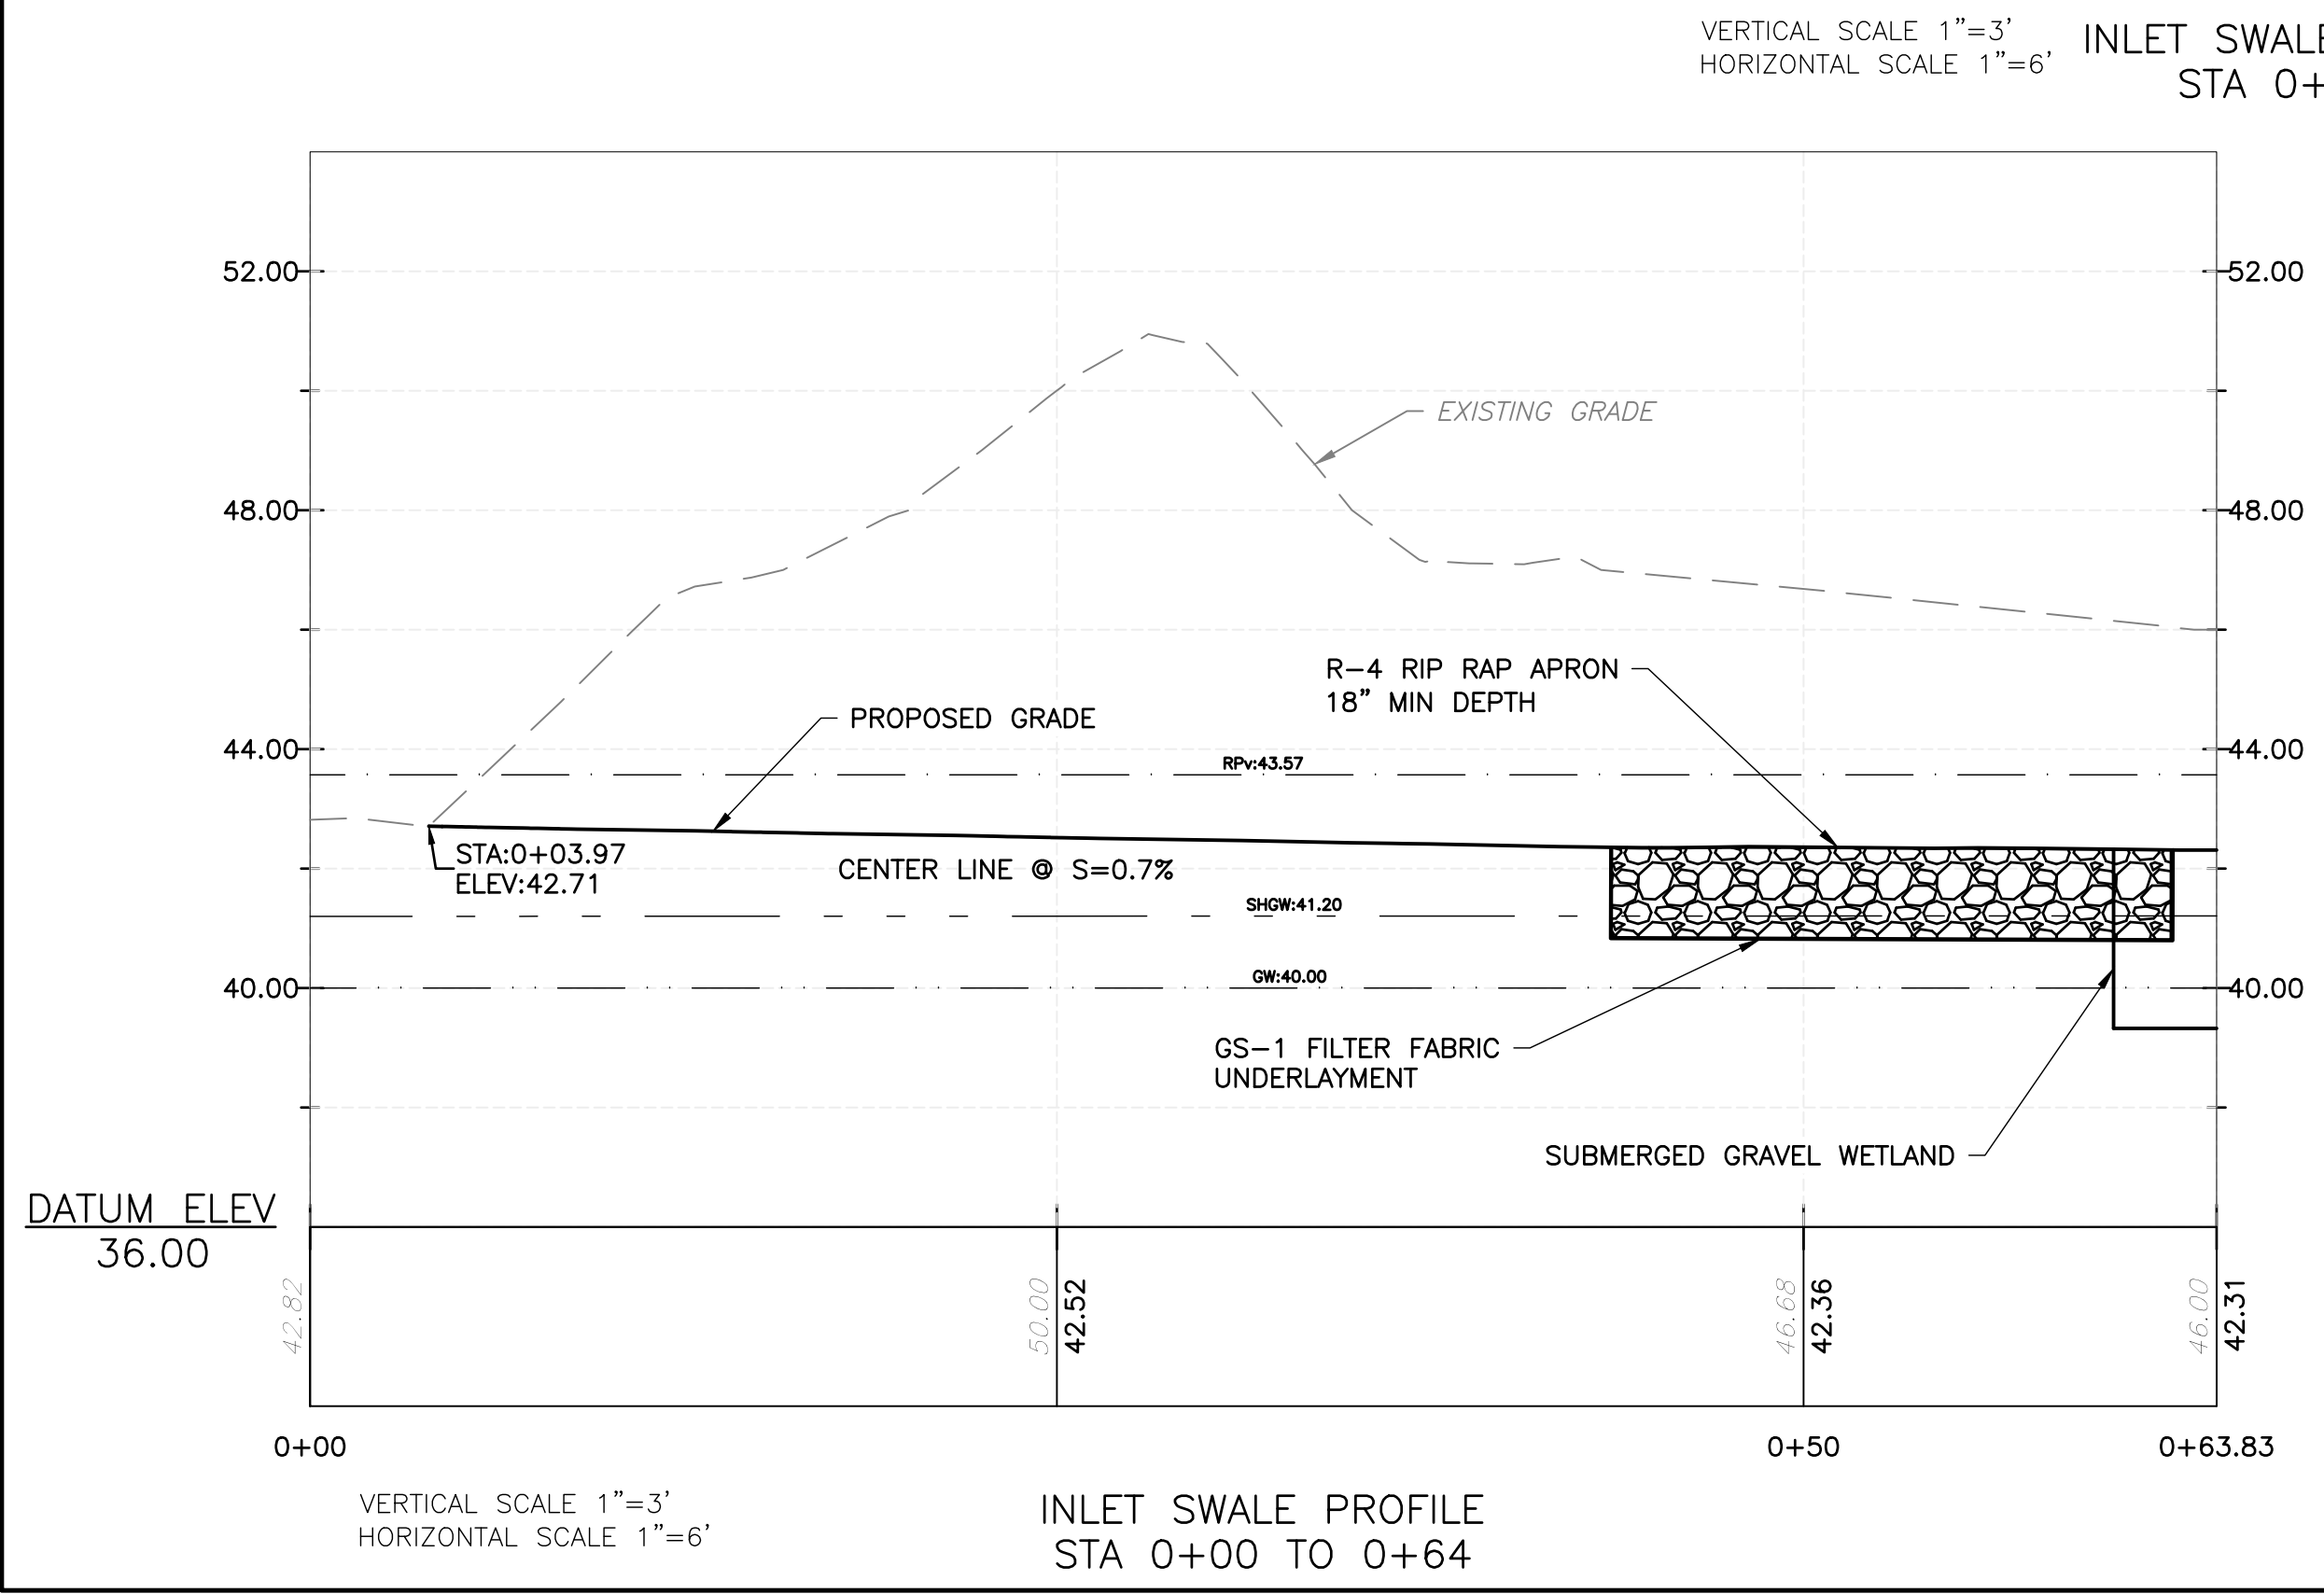 VERTICAL SCALE 1"=3'
HORIZONTAL SCALE 1"=6'
INLET SWALE
STA 0+
52.00
52.00
EXISTING GRADE
48.00
48.00
R-4 RIP RAP APRON
18" MIN DEPTH
PROPOSED GRADE
44.00
44.00
RPv:43.57
STA:0+03.97
ELEV:42.71
CENTER LINE @ S=0.7%
SHGW:41.20
GW:40.00
40.00
40.00
GS-1 FILTER FABRIC
UNDERLAYMENT
SUBMERGED GRAVEL WETLAND
DATUM ELEV
36.00
42.82
50.00
42.52
46.68
42.36
46.00
42.31
0+00
0+50
0+63.83
VERTICAL SCALE 1"=3'
HORIZONTAL SCALE 1"=6'
INLET SWALE PROFILE
STA 0+00 TO 0+64